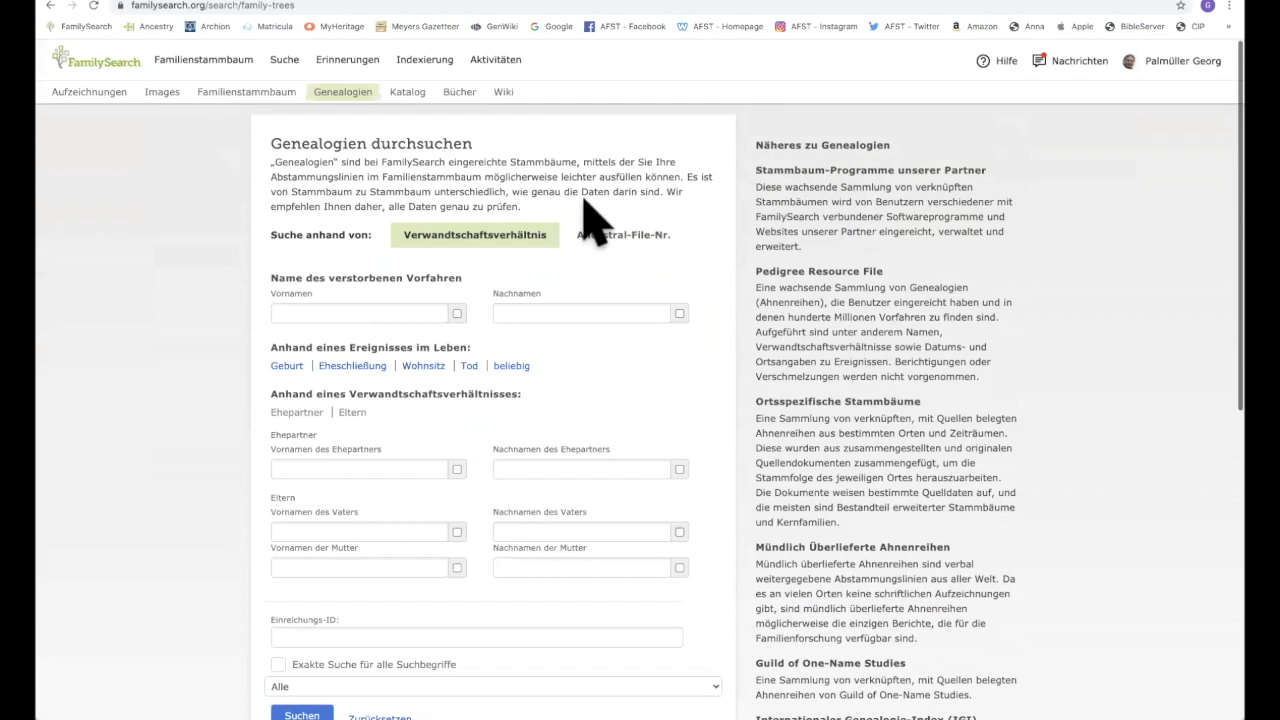 familysearch.org/search/family-trees
G
FamilySearch Ancestry Archion Matricula MyHeritage Meyers Gazetteer GenWiki Google AFST - Facebook AFST - Homepage AFST - Instagram AFST - Twitter Amazon Anna Apple BibleServer CIP »
FamilySearch Familienstammbaum Suche Erinnerungen Indexierung Aktivitäten Hilfe Nachrichten Palmüller Georg
Aufzeichnungen Images Familienstammbaum Genealogien Katalog Bücher Wiki
Genealogien durchsuchen
„Genealogien“ sind bei FamilySearch eingereichte Stammbäume, mittels der Sie Ihre
Abstammungslinien im Familienstammbaum möglicherweise leichter ausfüllen können. Es ist
von Stammbaum zu Stammbaum unterschiedlich, wie genau die Daten darin sind. Wir
empfehlen Ihnen daher, alle Daten genau zu prüfen.
Suche anhand von: Verwandtschaftsverhältnis
Name des verstorbenen Vorfahren
Vornamen Nachnamen
Anhand eines Ereignisses im Leben:
Geburt | Eheschließung | Wohnsitz | Tod | beliebig
Anhand eines Verwandtschaftsverhältnisses:
Ehepartner | Eltern
Ehepartner
Vornamen des Ehepartners Nachnamen des Ehepartners
Eltern
Vornamen des Vaters Nachnamen des Vaters
Vornamen der Mutter Nachnamen der Mutter
Einreichungs-ID:
Exakte Suche für alle Suchbegriffe
Alle
Suchen Zurücksetzen
Näheres zu Genealogien
Stammbaum-Programme unserer Partner
Diese wachsende Sammlung von verknüpften
Stammbäumen wird von Benutzern verschiedener mit
FamilySearch verbundener Softwareprogramme und
Websites unserer Partner eingereicht, verwaltet und
erweitert.
Pedigree Resource File
Eine wachsende Sammlung von Genealogien
(Ahnenreihen), die Benutzer eingereicht haben und in
denen hunderte Millionen Vorfahren zu finden sind.
Aufgeführt sind unter anderem Namen,
Verwandtschaftsverhältnisse sowie Datums- und
Ortsangaben zu Ereignissen. Berichtigungen oder
Verschmelzungen werden nicht vorgenommen.
Ortsspezifische Stammbäume
Eine Sammlung von verknüpften, mit Quellen belegten
Ahnenreihen aus bestimmten Orten und Zeiträumen.
Diese wurden aus zusammengestellten und originalen
Quellendokumenten zusammengefügt, um die
Stammfolge des jeweiligen Ortes herauszuarbeiten.
Die Dokumente weisen bestimmte Quelldaten auf, und
die meisten sind Bestandteil erweiterter Stammbäume
und Kernfamilien.
Mündlich Überlieferte Ahnenreihen
Mündlich überlieferte Ahnenreihen sind verbal
weitergegebene Abstammungslinien aus aller Welt. Da
es an vielen Orten keine schriftlichen Aufzeichnungen
gibt, sind mündlich überlieferte Ahnenreihen
möglicherweise die einzigen Berichte, die für die
Familienforschung verfügbar sind.
Guild of One-Name Studies
Eine Sammlung von verknüpften, mit Quellen belegten
Ahnenreihen von Guild of One-Name Studies.
Internationaler Genealogie-Index (IGI)